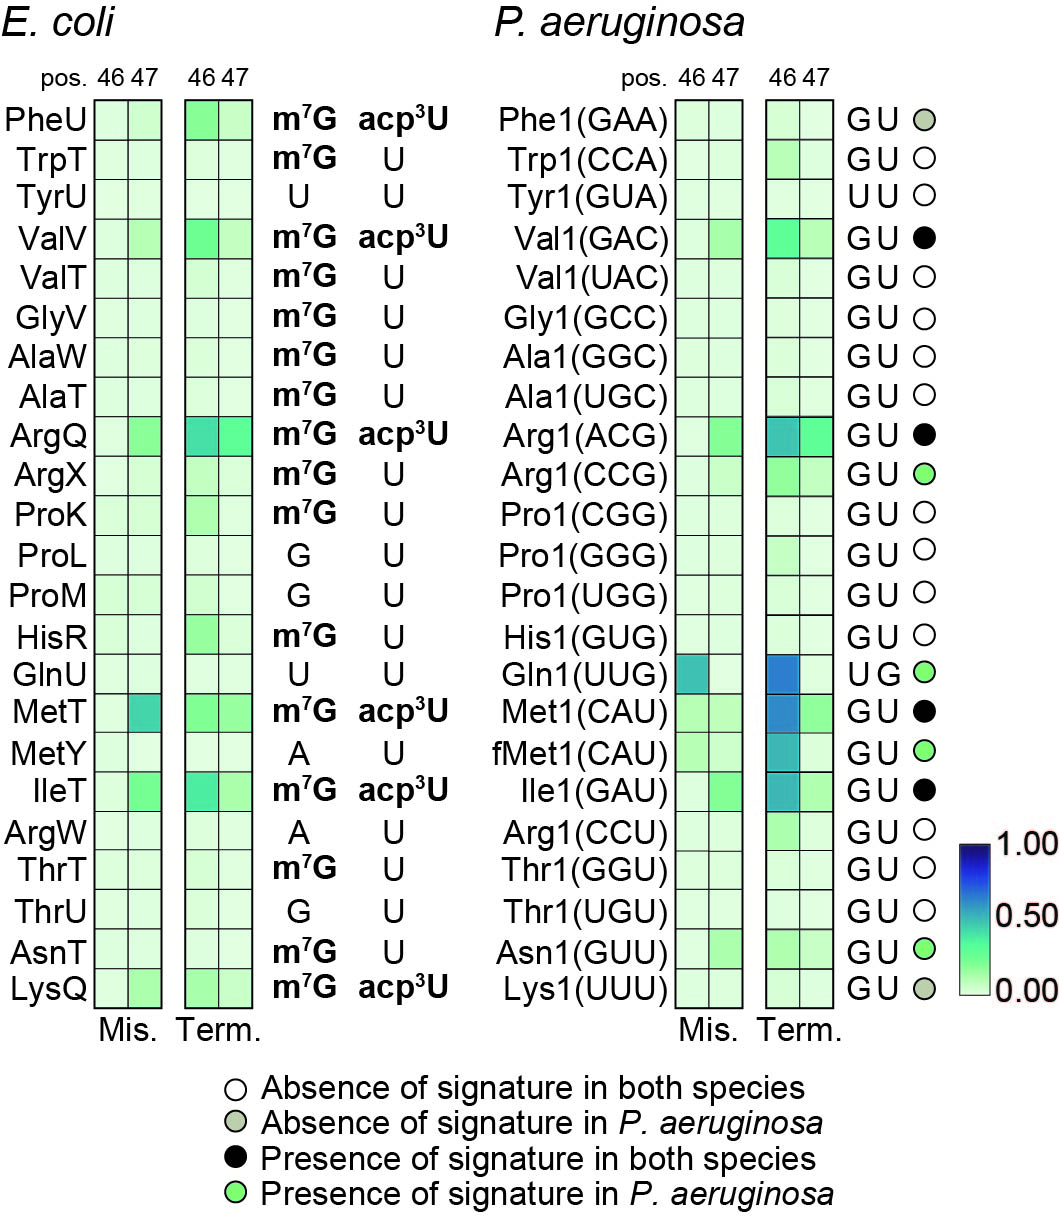 E. coli P. aeruginosa
pos. 46 47 46 47 pos. 46 47 46 47
PheU m⁷G acp³U Phe1(GAA) G U
TrpT m⁷G U Trp1(CCA) G U
TyrU U U Tyr1(GUA) U U
ValV m⁷G acp³U Val1(GAC) G U
ValT m⁷G U Val1(UAC) G U
GlyV m⁷G U Gly1(GCC) G U
AlaW m⁷G U Ala1(GGC) G U
AlaT m⁷G U Ala1(UGC) G U
ArgQ m⁷G acp³U Arg1(ACG) G U
ArgX m⁷G U Arg1(CCG) G U
ProK m⁷G U Pro1(CGG) G U
ProL G U Pro1(GGG) G U
ProM G U Pro1(UGG) G U
HisR m⁷G U His1(GUG) G U
GlnU U U Gln1(UUG) U G
MetT m⁷G acp³U Met1(CAU) G U
MetY A U fMet1(CAU) G U
IleT m⁷G acp³U Ile1(GAU) G U
ArgW A U Arg1(CCU) G U
1.00
ThrT m⁷G U Thr1(GGU) G U
ThrU G U Thr1(UGU) G U
0.50
AsnT m⁷G U Asn1(GUU) G U
LysQ m⁷G acp³U Lys1(UUU) G U
0.00
Mis. Term. Mis. Term.
Absence of signature in both species
Absence of signature in P. aeruginosa
Presence of signature in both species
Presence of signature in P. aeruginosa